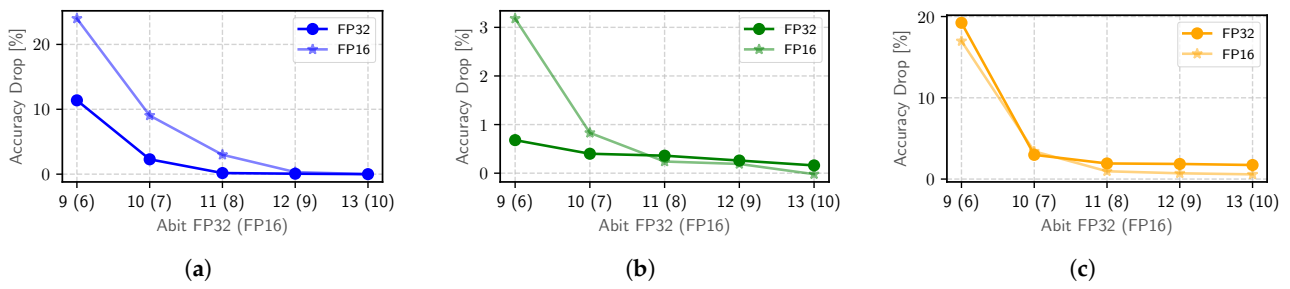 Accuracy Drop [%]
20
10
0
FP32
FP16
9 (6) 10 (7) 11 (8) 12 (9) 13 (10)
Abit FP32 (FP16)
(a)
Accuracy Drop [%]
3
2
1
0
FP32
FP16
9 (6) 10 (7) 11 (8) 12 (9) 13 (10)
Abit FP32 (FP16)
(b)
Accuracy Drop [%]
20
10
0
FP32
FP16
9 (6) 10 (7) 11 (8) 12 (9) 13 (10)
Abit FP32 (FP16)
(c)